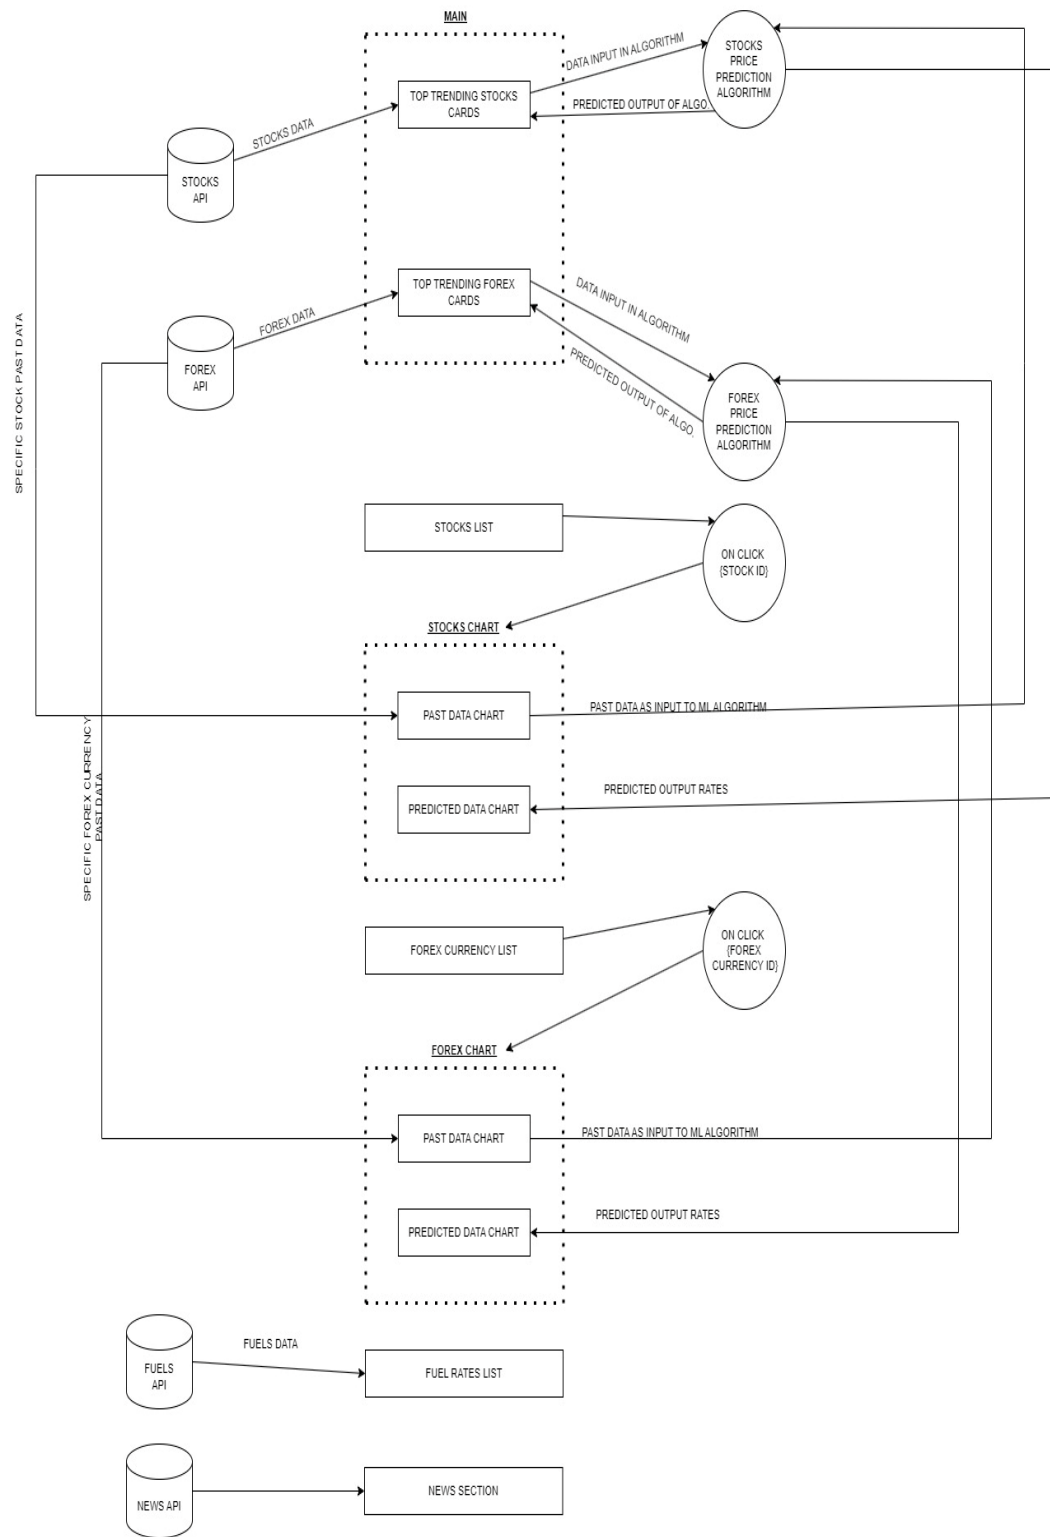 MAIN
STOCKS
PRICE
PREDICTION
ALGORITHM
DATA INPUT IN ALGORITHM
TOP TRENDING STOCKS
CARDS
PREDICTED OUTPUT OF ALGO.
STOCKS DATA
STOCKS
API
TOP TRENDING FOREX
CARDS
DATA INPUT IN ALGORITHM
FOREX DATA
PREDICTED OUTPUT OF ALGO.
FOREX
API
SPECIFIC STOCK PAST DATA
FOREX
PRICE
PREDICTION
ALGORITHM
STOCKS LIST
ON CLICK
{STOCK ID}
STOCKS CHART
PAST DATA CHART
PAST DATA AS INPUT TO ML ALGORITHM
SPECIFIC FOREX CURRENCY
PAST DATA
PREDICTED DATA CHART
PREDICTED OUTPUT RATES
FOREX CURRENCY LIST
ON CLICK
{FOREX
CURRENCY ID}
FOREX CHART
PAST DATA CHART
PAST DATA AS INPUT TO ML ALGORITHM
PREDICTED DATA CHART
PREDICTED OUTPUT RATES
FUELS
API
FUELS DATA
FUEL RATES LIST
NEWS API
NEWS SECTION